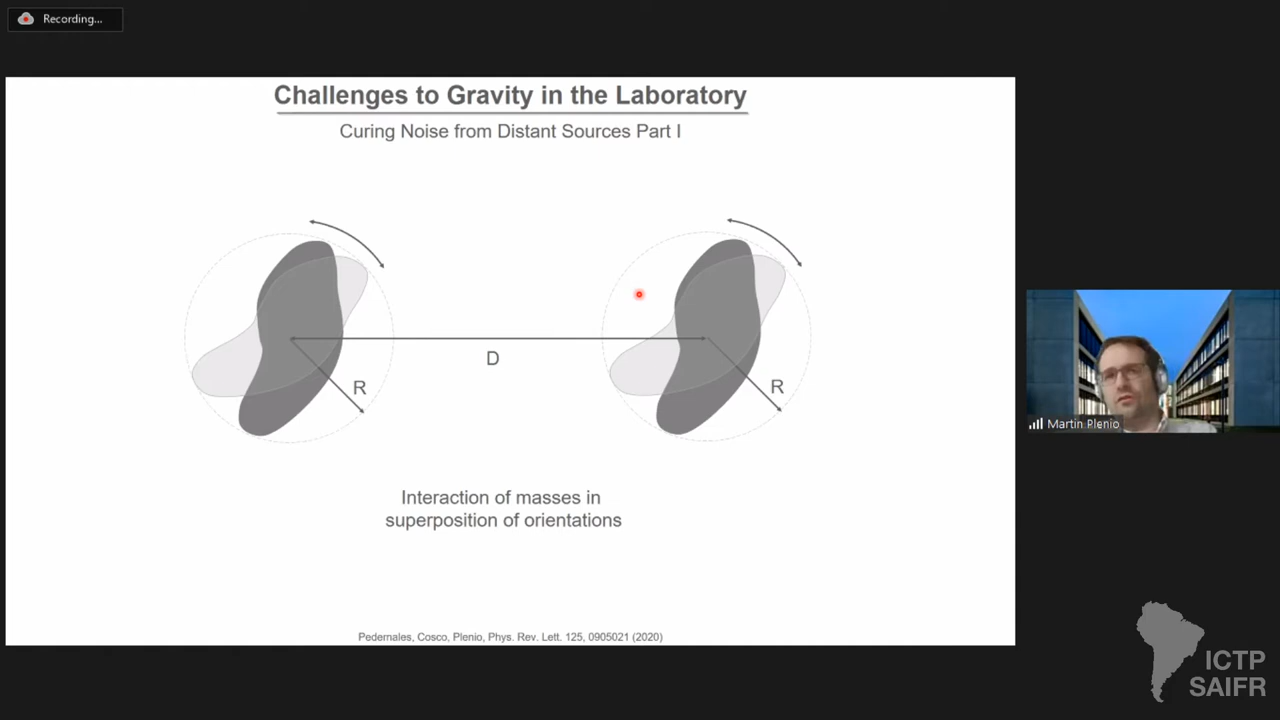 Recording...
Challenges to Gravity in the Laboratory
Curing Noise from Distant Sources Part I
D
R
R
Interaction of masses in
superposition of orientations
Pedernales, Cosco, Plenio, Phys. Rev. Lett. 125, 0905021 (2020)
Martin Plenio
ICTP
SAIFR